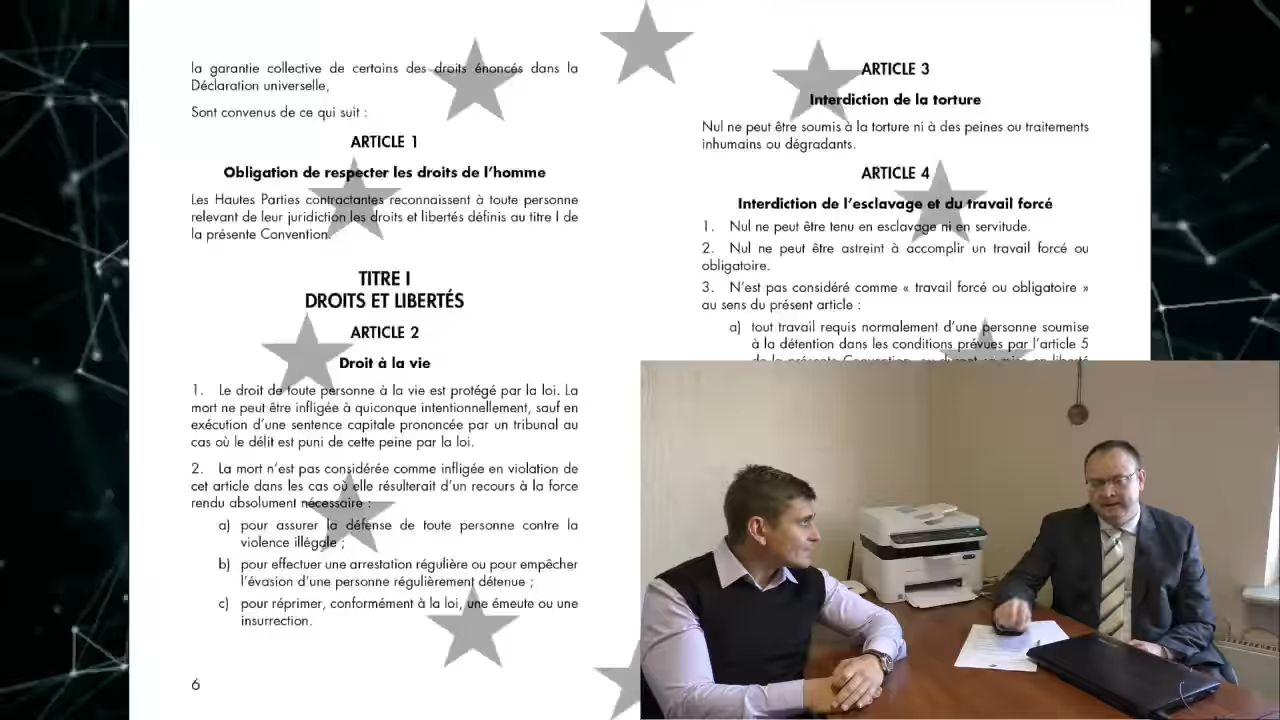 la garantie collective de certains des droits énoncés dans la
Déclaration universelle,
Sont convenus de ce qui suit :
ARTICLE 1
Obligation de respecter les droits de l'homme
Les Hautes Parties contractantes reconnaissent à toute personne
relevant de leur juridiction les droits et libertés définis au titre I de
la présente Convention.
TITRE I
DROITS ET LIBERTÉS
ARTICLE 2
Droit à la vie
1. Le droit de toute personne à la vie est protégé par la loi. La
mort ne peut être infligée à quiconque intentionnellement, sauf en
exécution d'une sentence capitale prononcée par un tribunal au
cas où le délit est puni de cette peine par la loi.
2. La mort n'est pas considérée comme infligée en violation de
cet article dans les cas où elle résulterait d'un recours à la force
rendu absolument nécessaire :
a) pour assurer la défense de toute personne contre la
violence illégale ;
b) pour effectuer une arrestation régulière ou pour empêcher
l'évasion d'une personne régulièrement détenue ;
c) pour réprimer, conformément à la loi, une émeute ou une
insurrection.
6
ARTICLE 3
Interdiction de la torture
Nul ne peut être soumis à la torture ni à des peines ou traitements
inhumains ou dégradants.
ARTICLE 4
Interdiction de l'esclavage et du travail forcé
1. Nul ne peut être tenu en esclavage ni en servitude.
2. Nul ne peut être astreint à accomplir un travail forcé ou
obligatoire.
3. N'est pas considéré comme « travail forcé ou obligatoire »
au sens du présent article :
a) tout travail requis normalement d'une personne soumise
à la détention dans les conditions prévues par l'article 5
de la présente Convention, ou durant sa mise en liberté